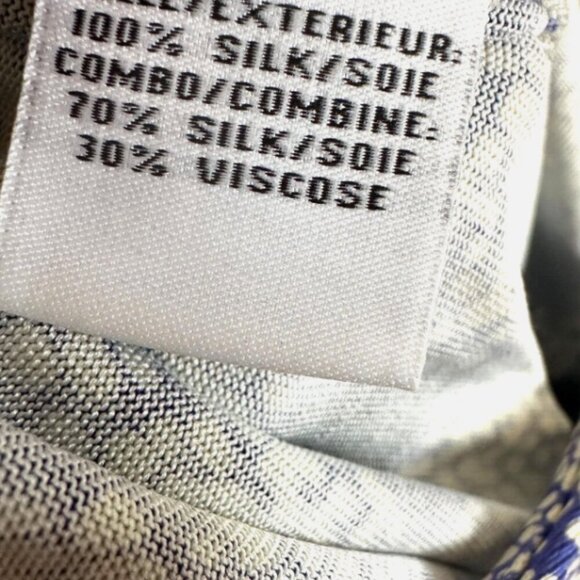 EXTERIEUR:
100% SILK/SOIE
COMBO/COMBINE:
70% SILK/SOIE
30% VISCOSE